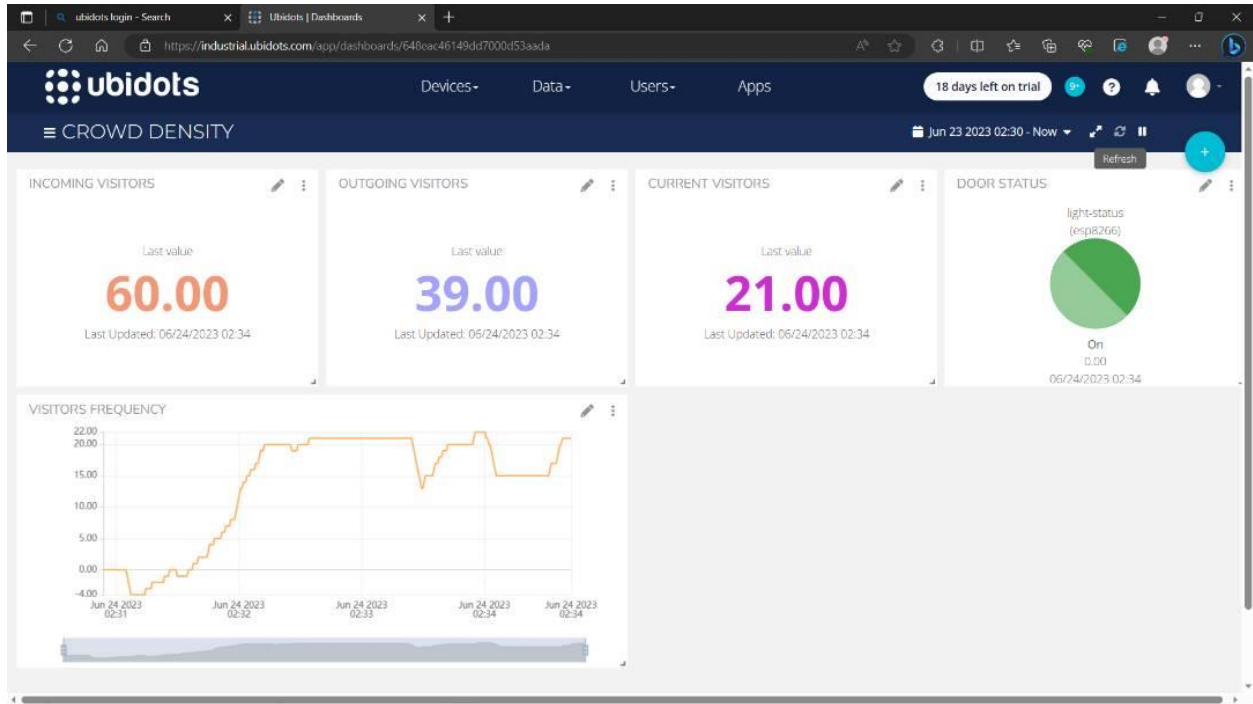 ubidots login - Search
Ubidots | Dashboards
https://industrial.ubidots.com/app/dashboards/648eac46149dd7000d53aada
ubidots
Devices
Data
Users
Apps
18 days left on trial
9+
?
CROWD DENSITY
Jun 23 2023 02:30 - Now
Refresh
INCOMING VISITORS
Last value
60.00
Last Updated: 06/24/2023 02:34
OUTGOING VISITORS
Last value
39.00
Last Updated: 06/24/2023 02:34
CURRENT VISITORS
Last value
21.00
Last Updated: 06/24/2023 02:34
DOOR STATUS
light-status
(esp8266)
On
0.00
06/24/2023 02:34
VISITORS FREQUENCY
22.00
20.00
15.00
10.00
5.00
0.00
-4.00
Jun 24 2023
02:31
Jun 24 2023
02:32
Jun 24 2023
02:33
Jun 24 2023
02:34
Jun 24 2023
02:34